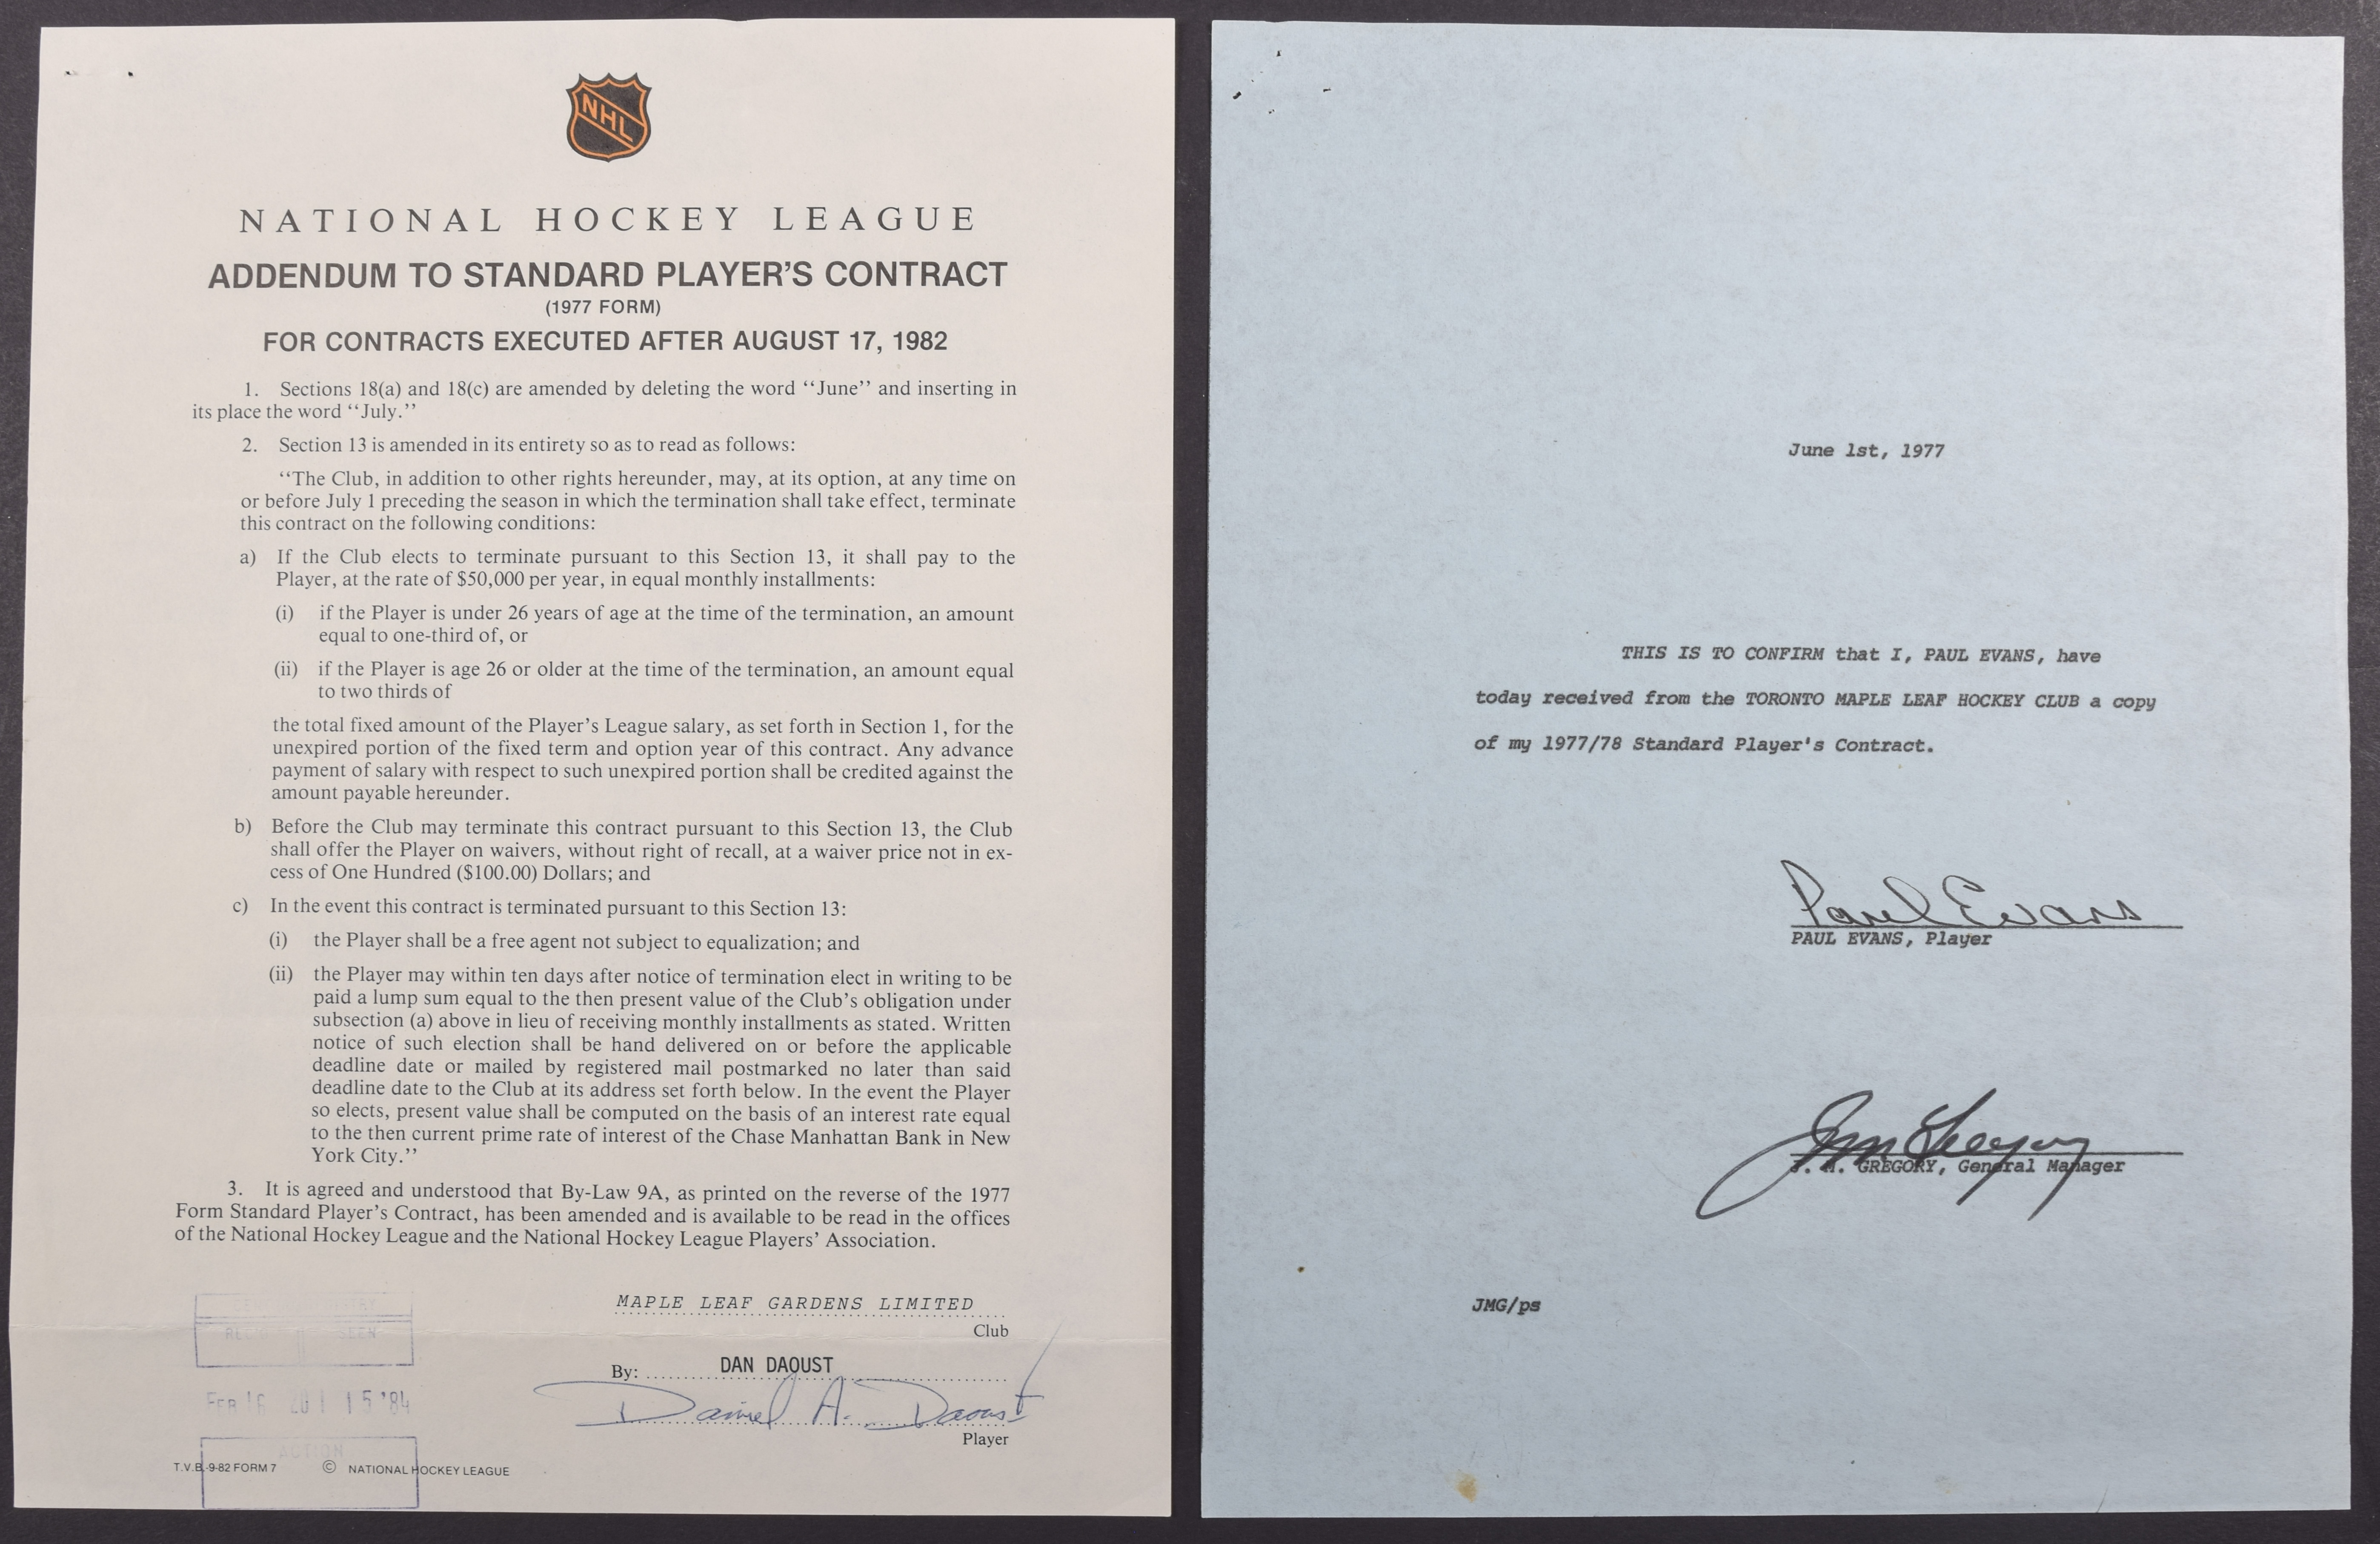 NHL
NATIONAL HOCKEY LEAGUE
ADDENDUM TO STANDARD PLAYER'S CONTRACT
(1977 FORM)
FOR CONTRACTS EXECUTED AFTER AUGUST 17, 1982
1. Sections 18(a) and 18(c) are amended by deleting the word ‘‘June’’ and inserting in
its place the word ‘‘July.’’
2. Section 13 is amended in its entirety so as to read as follows:
‘‘The Club, in addition to other rights hereunder, may, at its option, at any time on
or before July 1 preceding the season in which the termination shall take effect, terminate
this contract on the following conditions:
a) If the Club elects to terminate pursuant to this Section 13, it shall pay to the
Player, at the rate of $50,000 per year, in equal monthly installments:
(i) if the Player is under 26 years of age at the time of the termination, an amount
equal to one-third of, or
(ii) if the Player is age 26 or older at the time of the termination, an amount equal
to two thirds of
the total fixed amount of the Player's League salary, as set forth in Section 1, for the
unexpired portion of the fixed term and option year of this contract. Any advance
payment of salary with respect to such unexpired portion shall be credited against the
amount payable hereunder.
b) Before the Club may terminate this contract pursuant to this Section 13, the Club
shall offer the Player on waivers, without right of recall, at a waiver price not in ex-
cess of One Hundred ($100.00) Dollars; and
c) In the event this contract is terminated pursuant to this Section 13:
(i) the Player shall be a free agent not subject to equalization; and
(ii) the Player may within ten days after notice of termination elect in writing to be
paid a lump sum equal to the then present value of the Club's obligation under
subsection (a) above in lieu of receiving monthly installments as stated. Written
notice of such election shall be hand delivered on or before the applicable
deadline date or mailed by registered mail postmarked no later than said
deadline date to the Club at its address set forth below. In the event the Player
so elects, present value shall be computed on the basis of an interest rate equal
to the then current prime rate of interest of the Chase Manhattan Bank in New
York City.’’
3. It is agreed and understood that By-Law 9A, as printed on the reverse of the 1977
Form Standard Player's Contract, has been amended and is available to be read in the offices
of the National Hockey League and the National Hockey League Players' Association.
MAPLE LEAF GARDENS LIMITED
Club
By: DAN DAOUST
Daniel A. Daoust
Player
FEB 16 15 '84
ACTION
T.V.B.-9-82 FORM 7 © NATIONAL HOCKEY LEAGUE
June 1st, 1977
THIS IS TO CONFIRM that I, PAUL EVANS, have
today received from the TORONTO MAPLE LEAF HOCKEY CLUB a copy
of my 1977/78 Standard Player's Contract.
Paul Evans
PAUL EVANS, Player
Jim Gregory
J. M. GREGORY, General Manager
JMG/ps